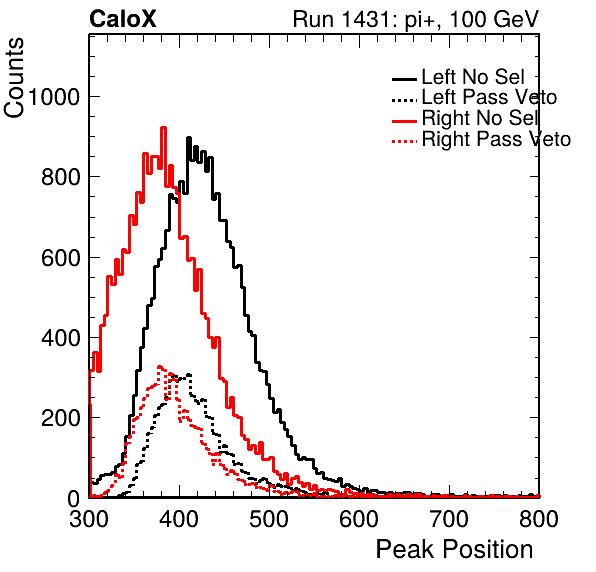 CaloX Run 1431: pi+, 100 GeV
Counts
Left No Sel
Left Pass Veto
Right No Sel
Right Pass Veto
1000
800
600
400
200
0
300 400 500 600 700 800
Peak Position